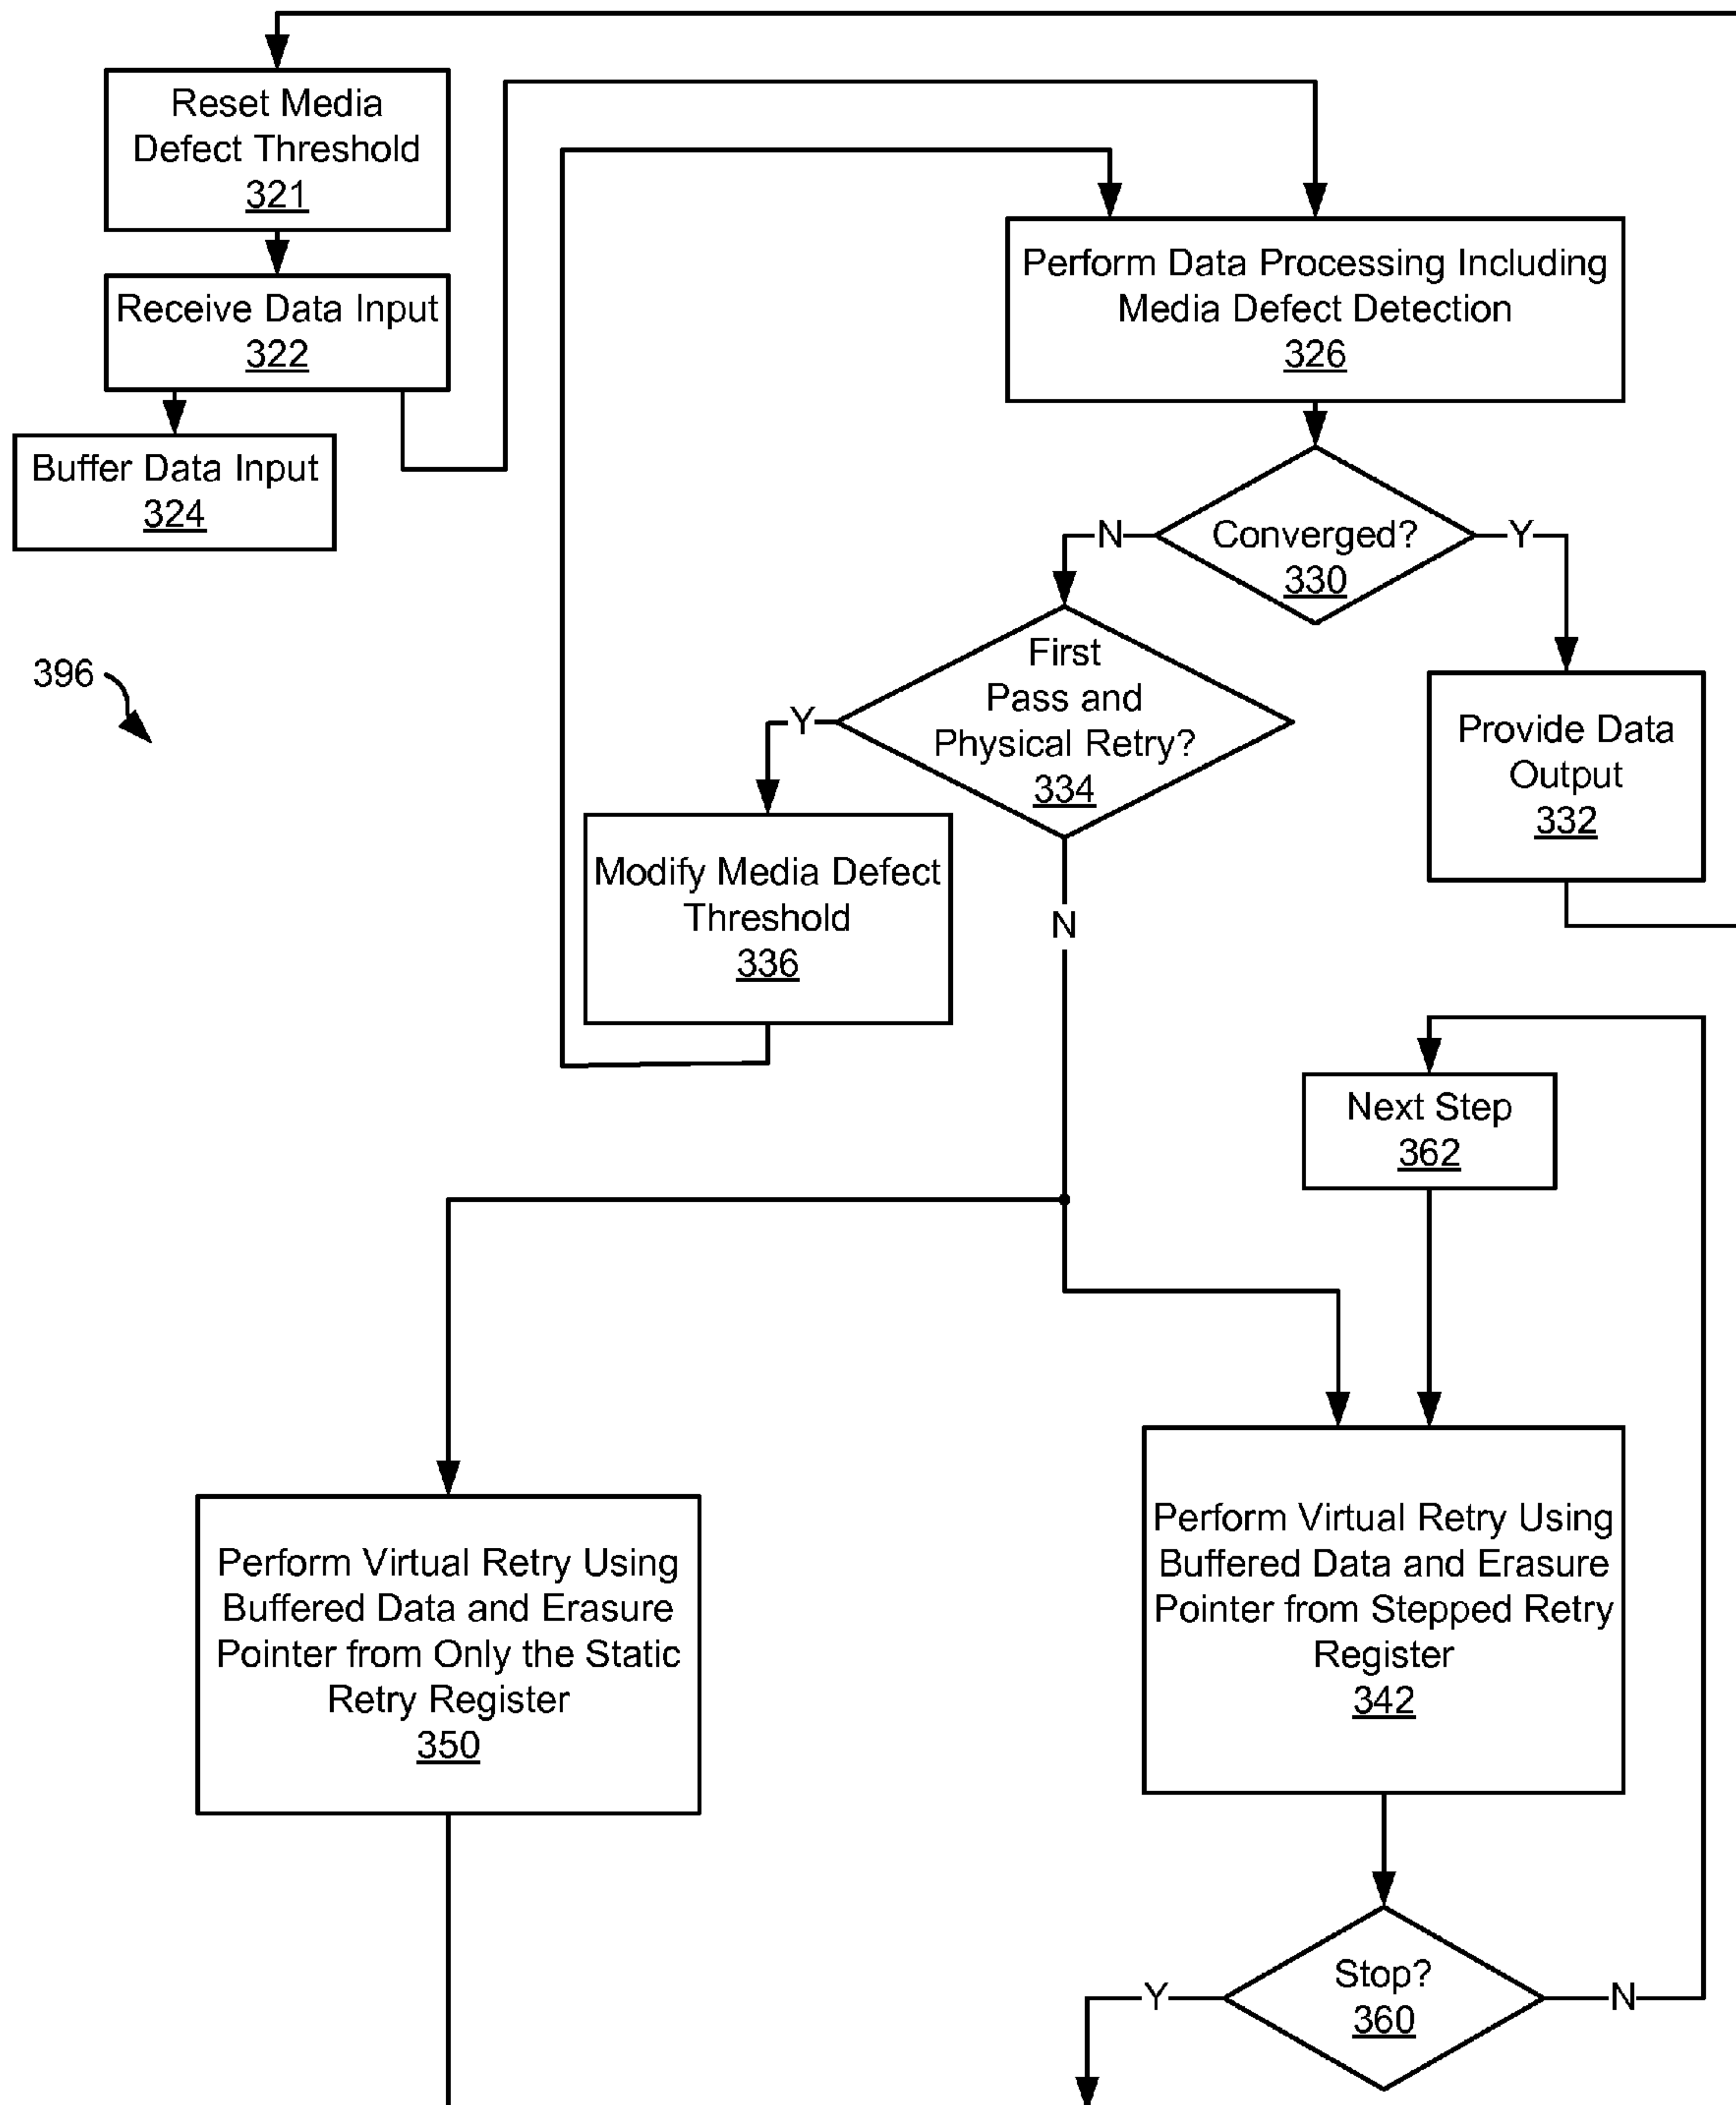 Reset Media
Defect Threshold
321
Receive Data Input
322
Buffer Data Input
324
Perform Data Processing Including
Media Defect Detection
326
Converged?
330
N
Y
396
First
Pass and
Physical Retry?
334
Y
N
Provide Data
Output
332
Modify Media Defect
Threshold
336
Next Step
362
Perform Virtual Retry Using
Buffered Data and Erasure
Pointer from Only the Static
Retry Register
350
Perform Virtual Retry Using
Buffered Data and Erasure
Pointer from Stepped Retry
Register
342
Stop?
360
Y
N